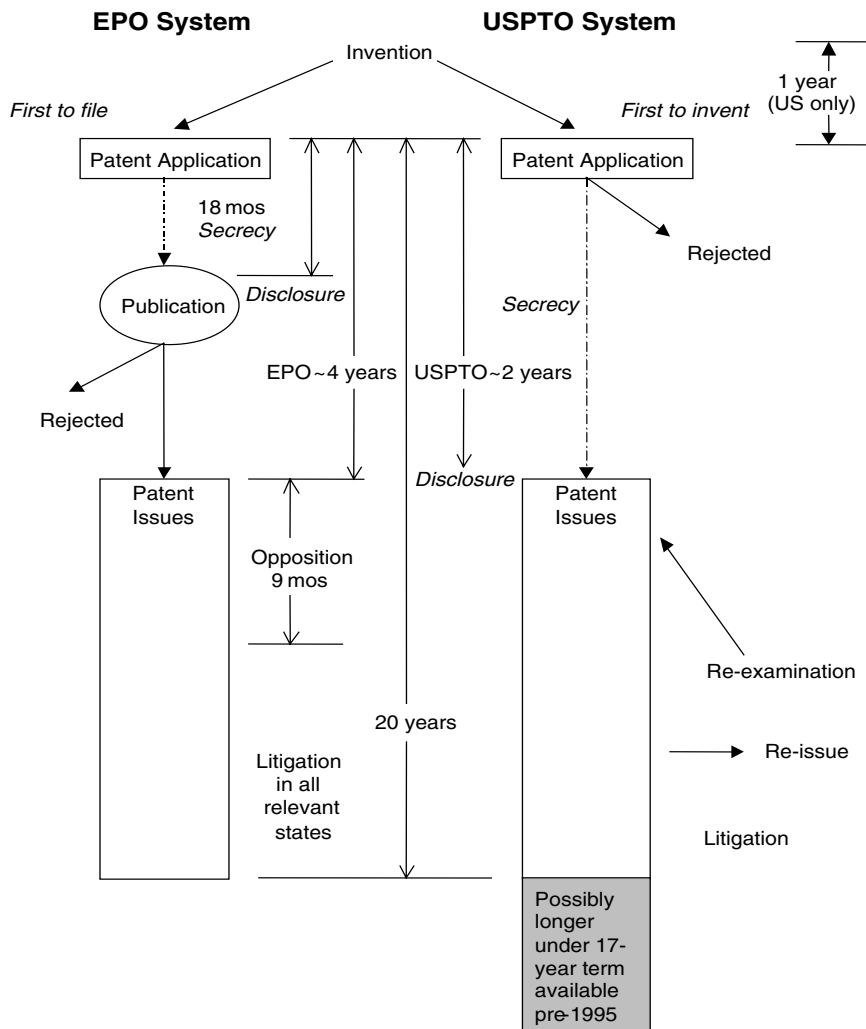 EPO System
USPTO System
Invention
1 year
(US only)
First to file
First to invent
Patent Application
Patent Application
18 mos
Secrecy
Rejected
Disclosure
Publication
Secrecy
EPO~4 years
USPTO~2 years
Rejected
Disclosure
Patent
Issues
Patent
Issues
Opposition
9 mos
Re-examination
20 years
Re-issue
Litigation
in all
relevant
states
Litigation
Possibly
longer
under 17-
year term
available
pre-1995